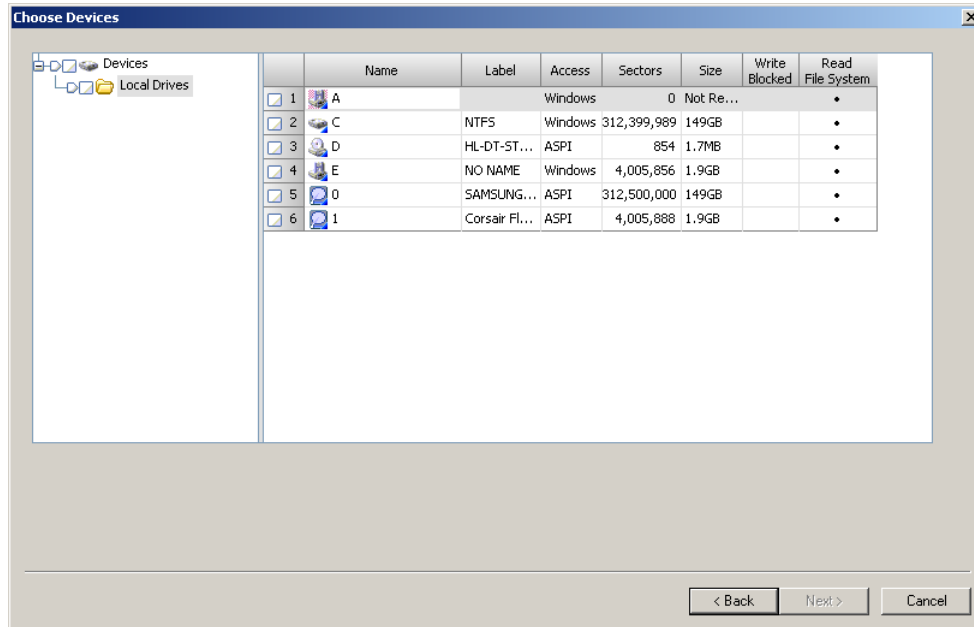 Choose Devices
Devices
Local Drives
Name Label Access Sectors Size Write Blocked Read File System
1 A Windows 0 Not Re... •
2 C NTFS Windows 312,399,989 149GB •
3 D HL-DT-ST... ASPI 854 1.7MB •
4 E NO NAME Windows 4,005,856 1.9GB •
5 0 SAMSUNG... ASPI 312,500,000 149GB •
6 1 Corsair Fl... ASPI 4,005,888 1.9GB •
< Back Next > Cancel